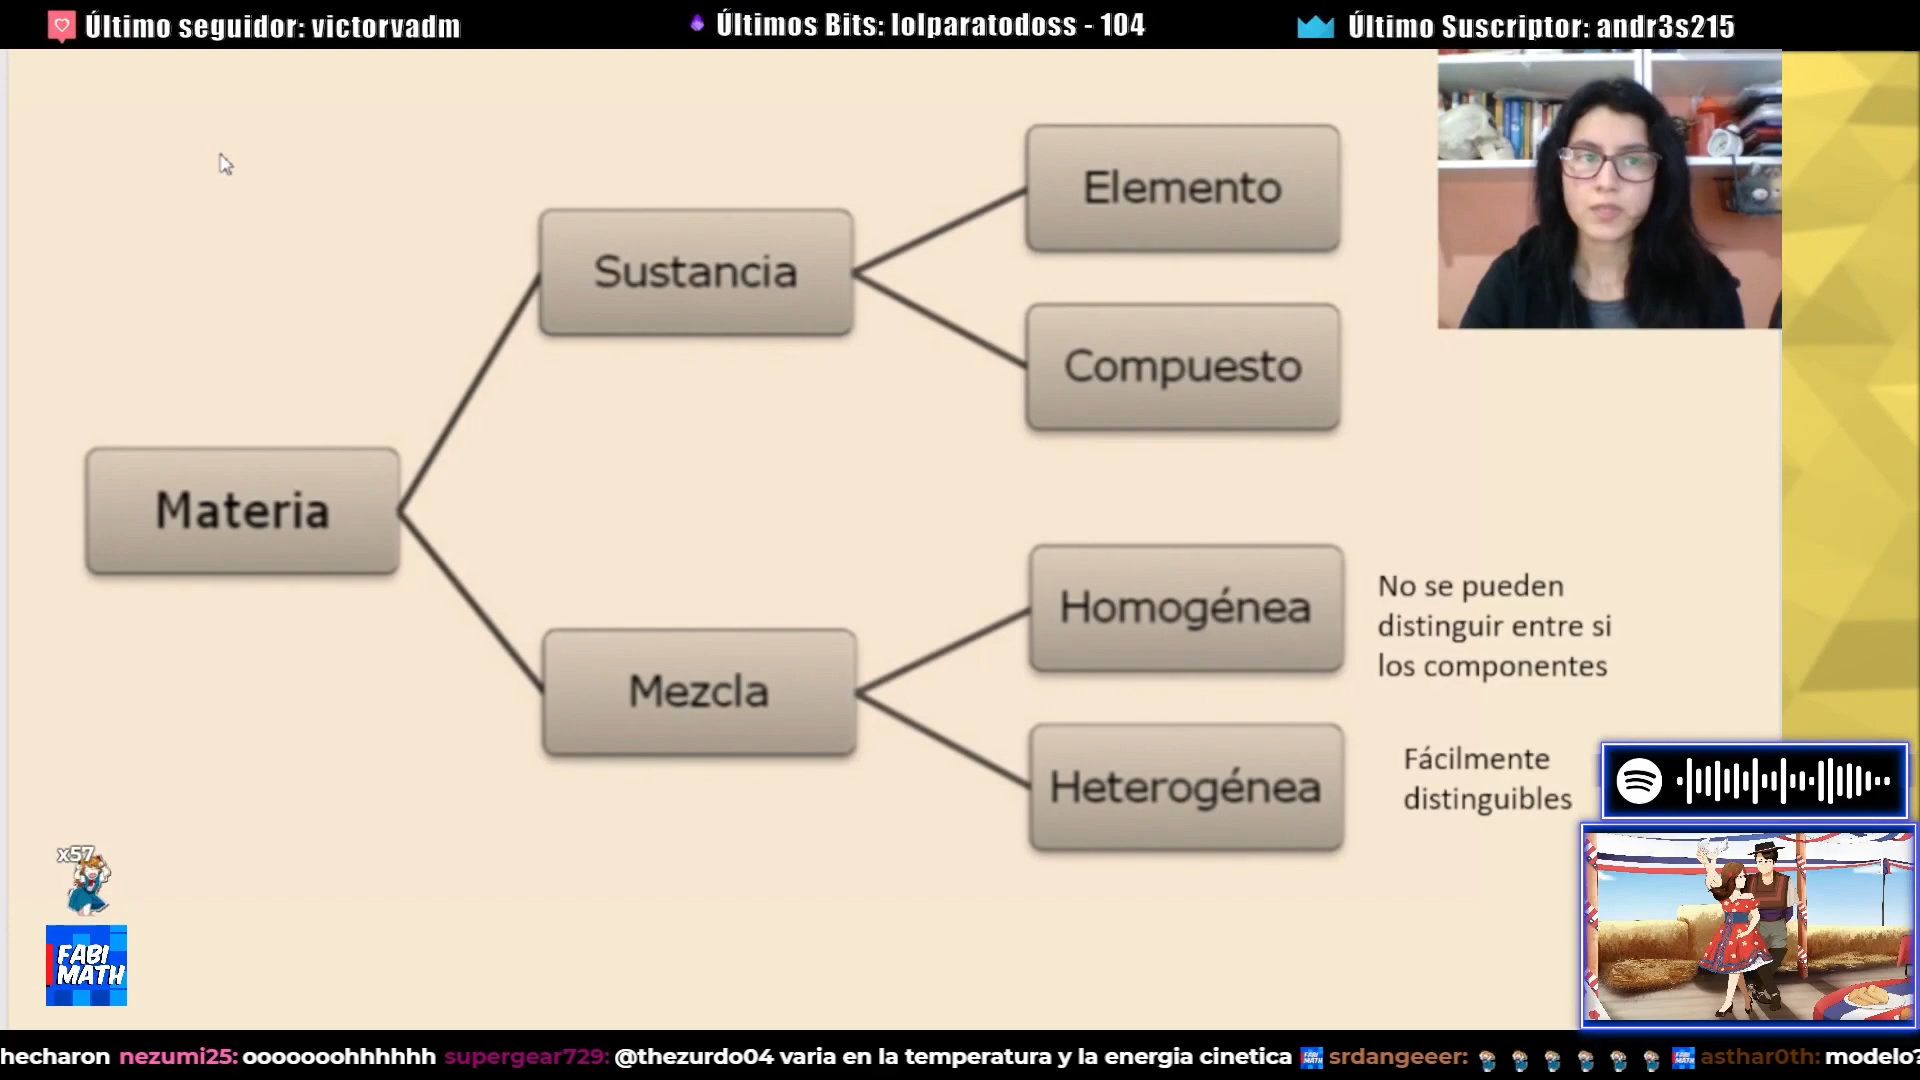 Último seguidor: victorvadm
Últimos Bits: lolparatodoss - 104
Último Suscriptor: andr3s215
Elemento
Sustancia
Compuesto
Materia
Homogénea
No se pueden
distinguir entre si
los componentes
Mezcla
Heterogénea
Fácilmente
distinguibles
x57
FABI
MATH
hecharon nezumi25: ooooooohhhhhh supergear729: @thezurdo04 varia en la temperatura y la energia cinetica srdangeeer: asthar0th: modelo?